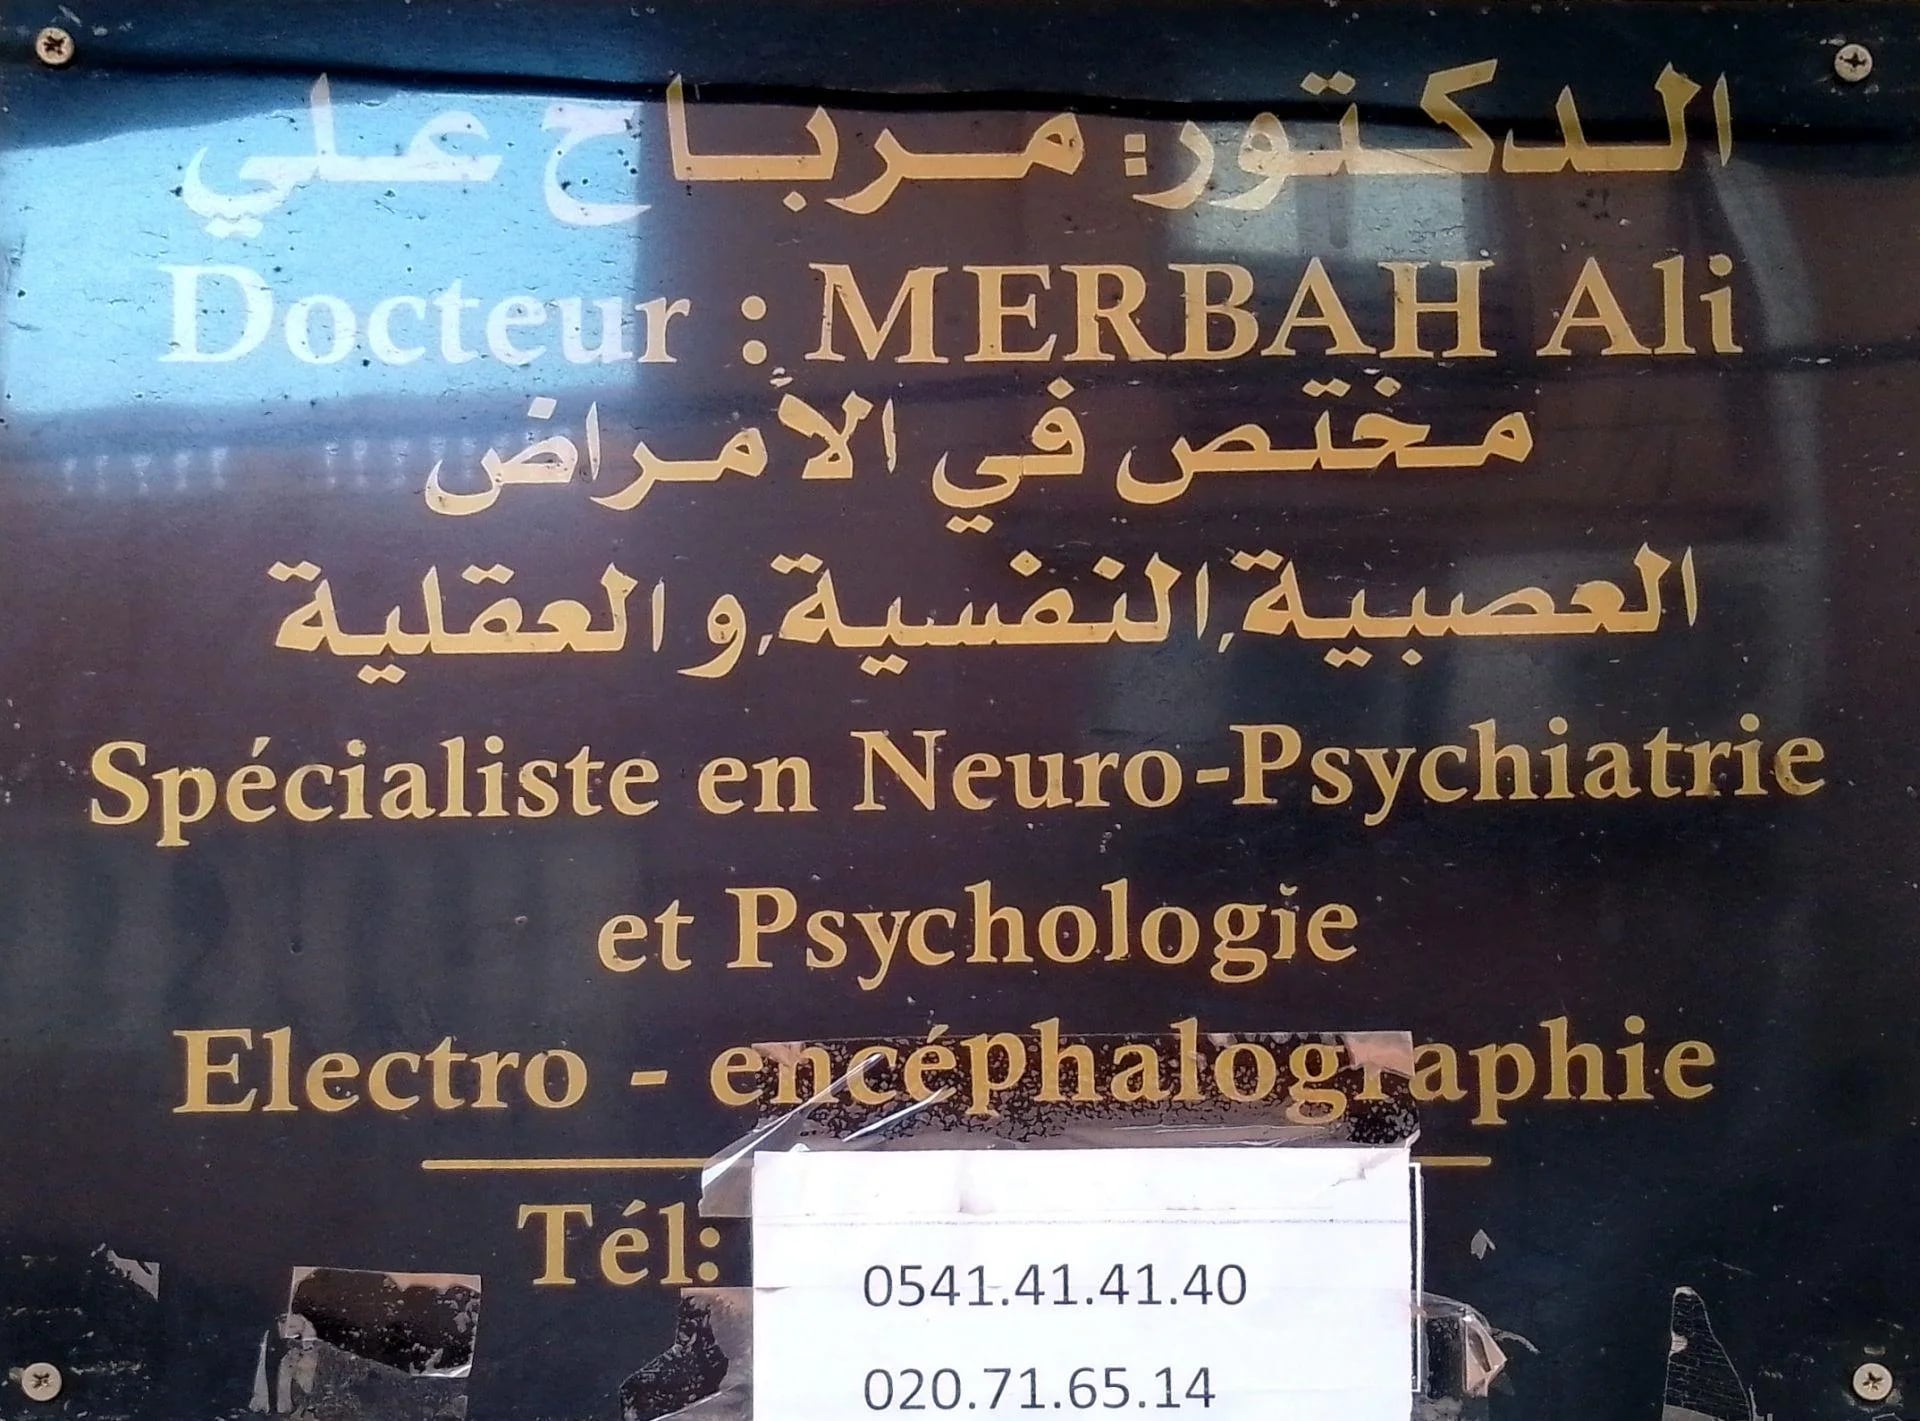 الدكتور: مرباح علي
Docteur : MERBAH Ali
مختص في الأمراض
العصبية,النفسية,و العقلية
Spécialiste en Neuro-Psychiatrie
et Psychologie
Electro - encéphalographie
Tél:
0541.41.41.40
020.71.65.14